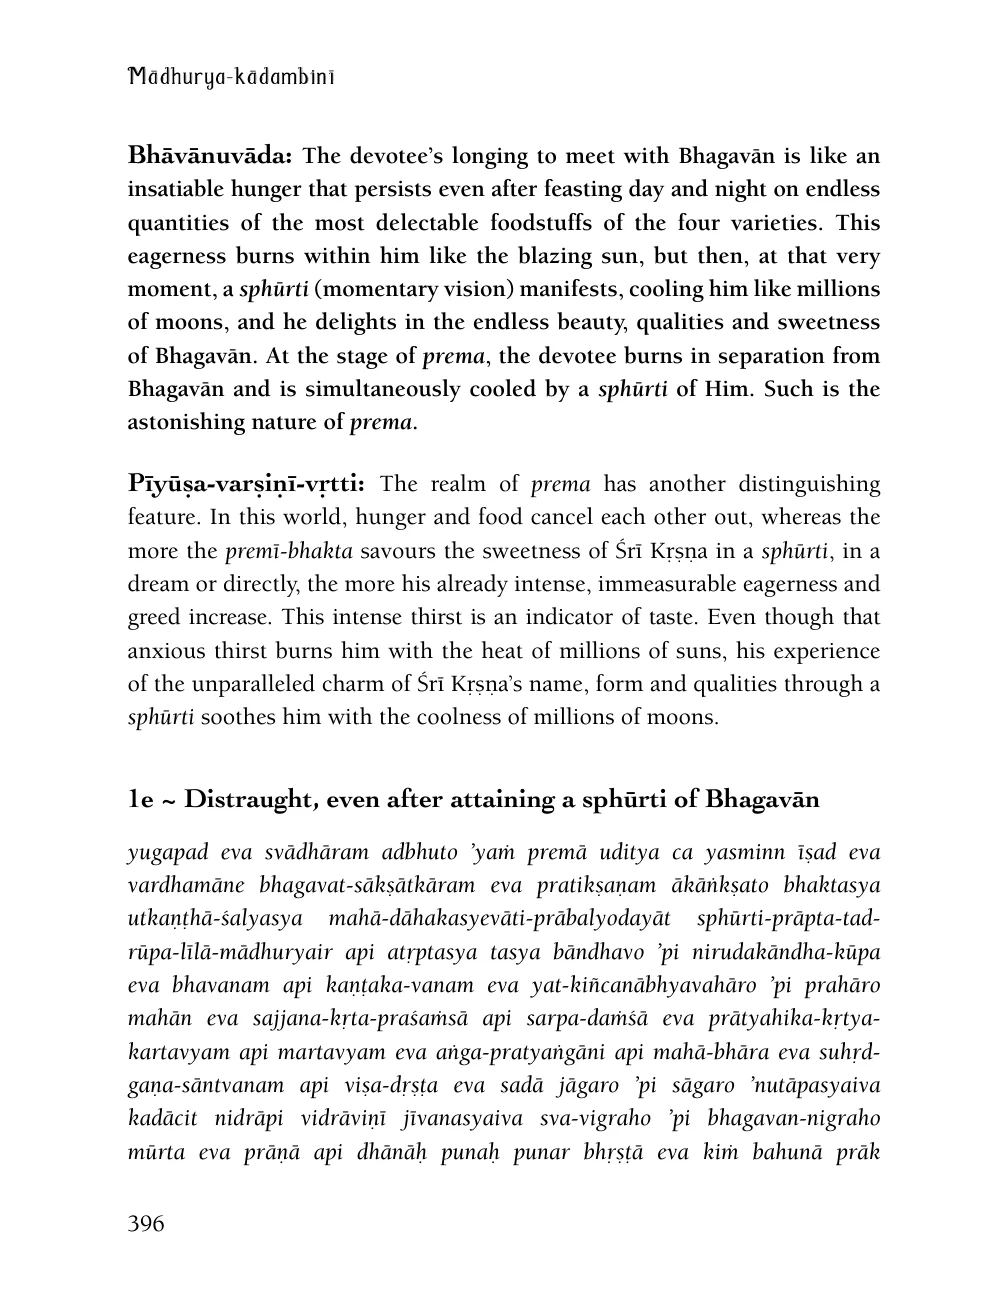 Mādhurya-kādambinī
Bhāvānuvāda: The devotee’s longing to meet with Bhagavān is like an
insatiable hunger that persists even after feasting day and night on endless
quantities of the most delectable foodstuffs of the four varieties. This
eagerness burns within him like the blazing sun, but then, at that very
moment, a sphūrti (momentary vision) manifests, cooling him like millions
of moons, and he delights in the endless beauty, qualities and sweetness
of Bhagavān. At the stage of prema, the devotee burns in separation from
Bhagavān and is simultaneously cooled by a sphūrti of Him. Such is the
astonishing nature of prema.
Pīyūṣa-varṣiṇī-vṛtti: The realm of prema has another distinguishing
feature. In this world, hunger and food cancel each other out, whereas the
more the premī-bhakta savours the sweetness of Śrī Kṛṣṇa in a sphūrti, in a
dream or directly, the more his already intense, immeasurable eagerness and
greed increase. This intense thirst is an indicator of taste. Even though that
anxious thirst burns him with the heat of millions of suns, his experience
of the unparalleled charm of Śrī Kṛṣṇa’s name, form and qualities through a
sphūrti soothes him with the coolness of millions of moons.
1e ~ Distraught, even after attaining a sphūrti of Bhagavān
yugapad eva svādhāram adbhuto ’yaṁ premā uditya ca yasminn īṣad eva
vardhamāne bhagavat-sākṣātkāram eva pratikṣaṇam ākāṅkṣato bhaktasya
utkaṇṭhā-śalyasya mahā-dāhakasyevāti-prābalyodayāt sphūrti-prāpta-tad-
rūpa-līlā-mādhuryair api atṛptasya tasya bāndhavo ’pi nirudakāndha-kūpa
eva bhavanam api kaṇṭaka-vanam eva yat-kiñcanābhyavahāro ’pi prahāro
mahān eva sajjana-kṛta-praśaṁsā api sarpa-daṁśā eva prātyahika-kṛtya-
kartavyam api martavyam eva aṅga-pratyaṅgāni api mahā-bhāra eva suhṛd-
gaṇa-sāntvanam api viṣa-dṛṣṭa eva sadā jāgaro ’pi sāgaro ’nutāpasyaiva
kadācit nidrāpi vidrāviṇī jīvanasyaiva sva-vigraho ’pi bhagavan-nigraho
mūrta eva prāṇā api dhānāḥ punaḥ punar bhṛṣṭā eva kiṁ bahunā prāk
396